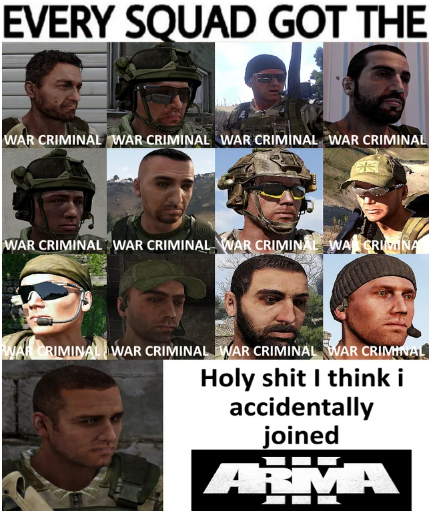 EVERY SQUAD GOT THE
WAR CRIMINAL WAR CRIMINAL WAR CRIMINAL WAR CRIMINAL
WAR CRIMINAL WAR CRIMINAL WAR CRIMINAL WAR CRIMINAL
WAR CRIMINAL WAR CRIMINAL WAR CRIMINAL WAR CRIMINAL
Holy shit I think i
accidentally
joined
ARMA
III